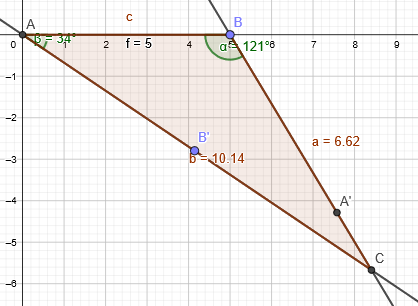 c
A
B
β = 34°
f = 5
α = 121°
0
1
2
3
4
5
6
7
8
9
−1
−2
−3
−4
−5
−6
B'
b = 10.14
a = 6.62
A'
C